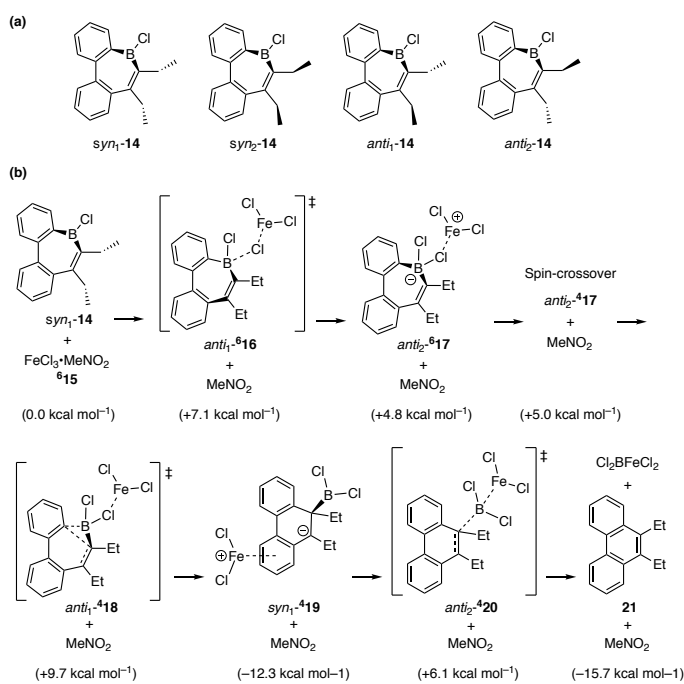 (a)
Cl
B
Cl
B
Cl
B
Cl
B
syn₁-14
syn₂-14
anti₁-14
anti₂-14
(b)
Cl
B
syn₁-14
+
FeCl₃•MeNO₂
⁶15
(0.0 kcal mol⁻¹)
‡
Cl
Fe
Cl
Cl
Cl
B
Et
Et
anti₁-⁶16
+
MeNO₂
(+7.1 kcal mol⁻¹)
Cl
Fe
⊕
Cl
Cl
Cl
B
⊖
Et
Et
anti₂-⁶17
+
MeNO₂
(+4.8 kcal mol⁻¹)
Spin-crossover
anti₂-⁴17
+
MeNO₂
(+5.0 kcal mol⁻¹)
‡
Cl
Fe
Cl
Cl
Cl
B
Et
Et
anti₁-⁴18
+
MeNO₂
(+9.7 kcal mol⁻¹)
Cl
B
Cl
Et
⊖
Et
Cl
⊕
Fe
Cl
syn₁-⁴19
+
MeNO₂
(−12.3 kcal mol–1)
‡
Cl
Fe
Cl
Cl
B
Cl
Et
Et
anti₂-⁴20
+
MeNO₂
(+6.1 kcal mol⁻¹)
Cl₂BFeCl₂
+
Et
Et
21
+
MeNO₂
(−15.7 kcal mol–1)